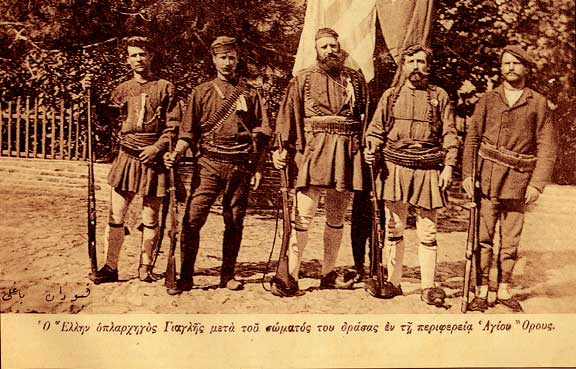 Ὁ Ἕλλην ὁπλαρχηγὸς Γιαγλῆς μετὰ τοῦ σώματός του δράσας ἐν τῇ περιφερείᾳ Ἁγίου Ὄρους.